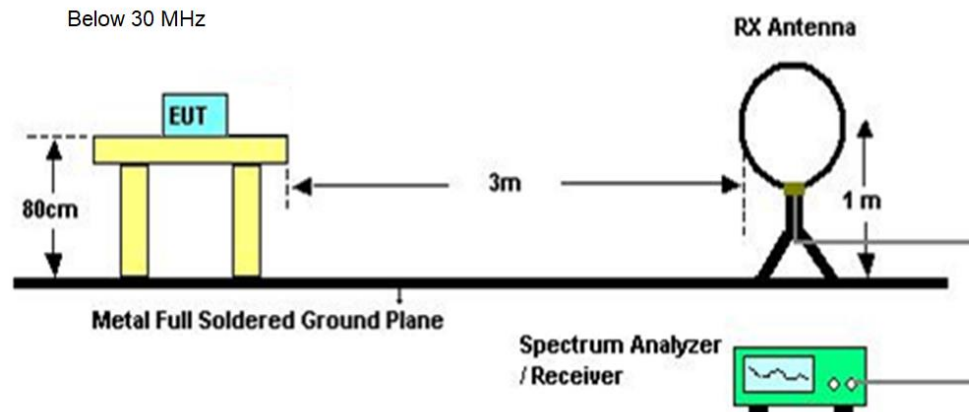 Below 30 MHz
RX Antenna
EUT
3m
80cm
1 m
Metal Full Soldered Ground Plane
Spectrum Analyzer
/ Receiver